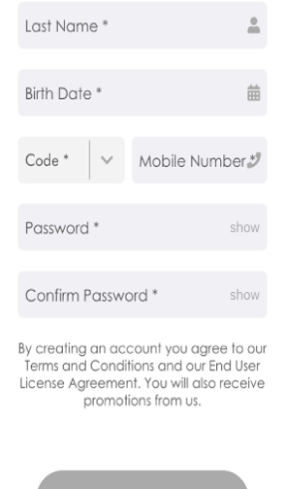 Last Name *
Birth Date *
Code * Mobile Number *
Password * show
Confirm Password * show
By creating an account you agree to our
Terms and Conditions and our End User
License Agreement. You will also receive
promotions from us.